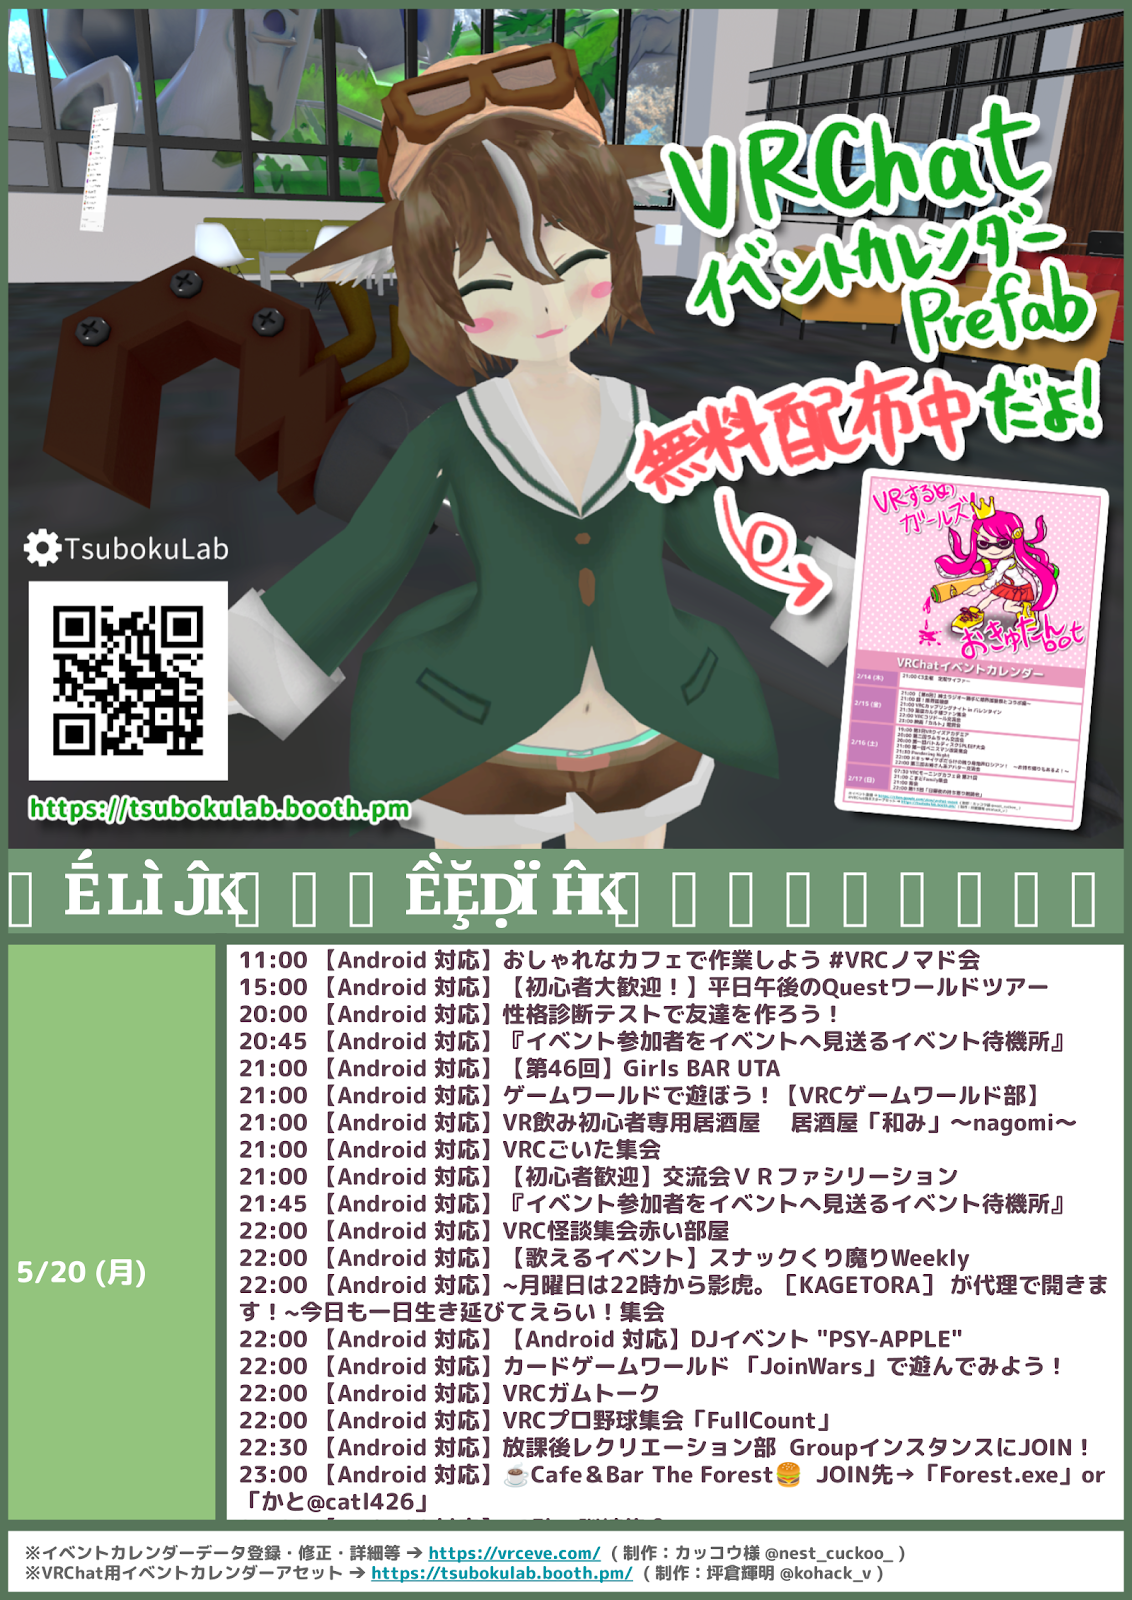 VRChat
イベントカレンダー
Prefab
無料配布中だよ!
TsubokuLab
https://tsubokulab.booth.pm
VRするめ
ガールズ
おきゅたんbot
VRChatイベントカレンダー
2/14 (木)
2/15 (金)
2/16 (土)
2/17 (日)
5/20 (月)
11:00 【Android 対応】おしゃれなカフェで作業しよう #VRCノマド会
15:00 【Android 対応】【初心者大歓迎！】平日午後のQuestワールドツアー
20:00 【Android 対応】性格診断テストで友達を作ろう！
20:45 【Android 対応】『イベント参加者をイベントへ見送るイベント待機所』
21:00 【Android 対応】【第46回】Girls BAR UTA
21:00 【Android 対応】ゲームワールドで遊ぼう！【VRCゲームワールド部】
21:00 【Android 対応】VR飲み初心者専用居酒屋　居酒屋「和み」～nagomi～
21:00 【Android 対応】VRCごいた集会
21:00 【Android 対応】【初心者歓迎】交流会ＶＲファシリーション
21:45 【Android 対応】『イベント参加者をイベントへ見送るイベント待機所』
22:00 【Android 対応】VRC怪談集会赤い部屋
22:00 【Android 対応】【歌えるイベント】スナックくり魔りWeekly
22:00 【Android 対応】~月曜日は22時から影虎。［KAGETORA］ が代理で開きま
す！~今日も一日生き延びてえらい！集会
22:00 【Android 対応】【Android 対応】DJイベント "PSY-APPLE"
22:00 【Android 対応】カードゲームワールド 「JoinWars」で遊んでみよう！
22:00 【Android 対応】VRCガムトーク
22:00 【Android 対応】VRCプロ野球集会「FullCount」
22:30 【Android 対応】放課後レクリエーション部 GroupインスタンスにJOIN！
23:00 【Android 対応】☕Cafe＆Bar The Forest🍔 JOIN先→「Forest.exe」or
「かと@catl426」
※イベントカレンダーデータ登録・修正・詳細等 ➔ https://vrceve.com/ ( 制作：カッコウ様 @nest_cuckoo_ )
※VRChat用イベントカレンダーアセット ➔ https://tsubokulab.booth.pm/ ( 制作：坪倉輝明 @kohack_v )